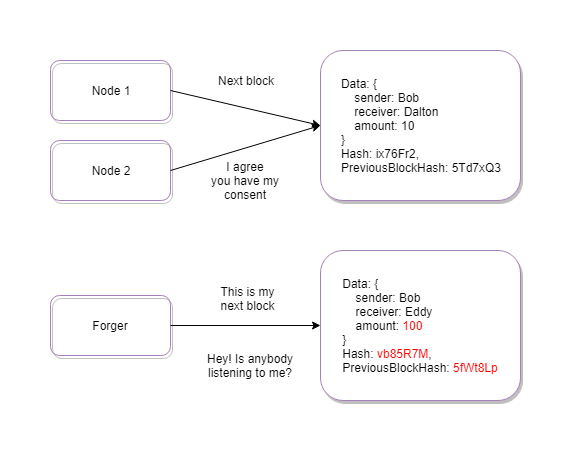 Node 1
Next block
Node 2
I agree
you have my
consent
Data: {
sender: Bob
receiver: Dalton
amount: 10
}
Hash: ix76Fr2,
PreviousBlockHash: 5Td7xQ3
Forger
This is my
next block
Hey! Is anybody
listening to me?
Data: {
sender: Bob
receiver: Eddy
amount: 100
}
Hash: vb85R7M,
PreviousBlockHash: 5fWt8Lp